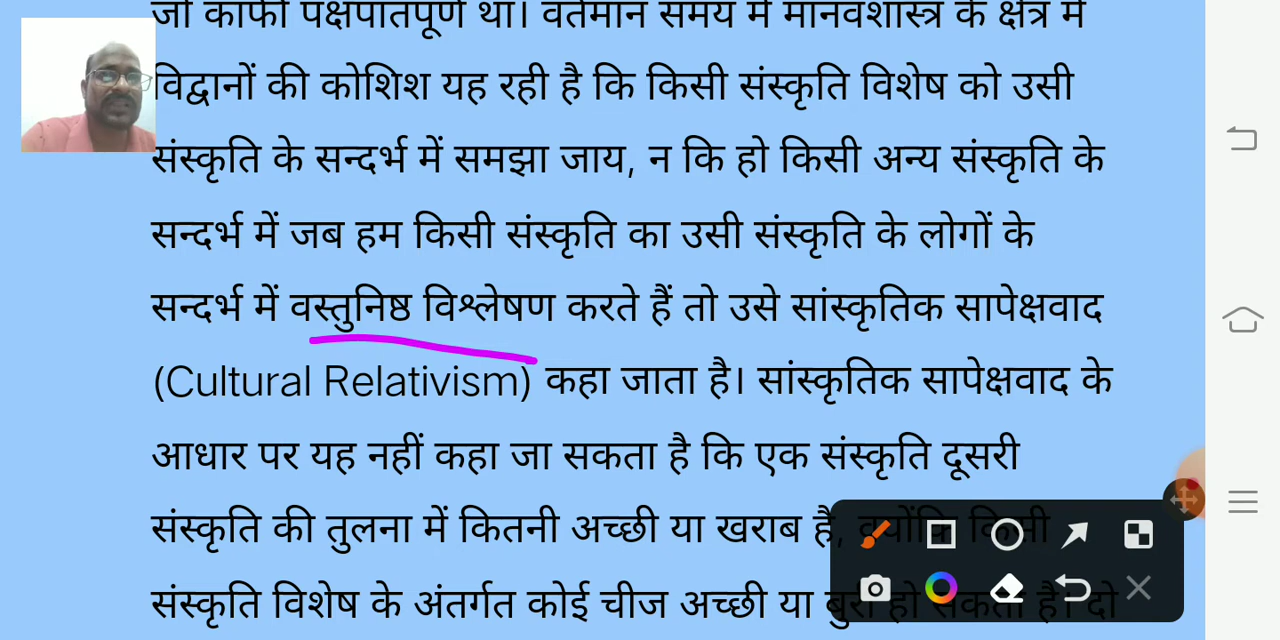 जो काफी पक्षपातपूर्ण था। वर्तमान समय में मानवशास्त्र के क्षेत्र में
विद्वानों की कोशिश यह रही है कि किसी संस्कृति विशेष को उसी
संस्कृति के सन्दर्भ में समझा जाय, न कि हो किसी अन्य संस्कृति के
सन्दर्भ में जब हम किसी संस्कृति का उसी संस्कृति के लोगों के
सन्दर्भ में वस्तुनिष्ठ विश्लेषण करते हैं तो उसे सांस्कृतिक सापेक्षवाद
(Cultural Relativism) कहा जाता है। सांस्कृतिक सापेक्षवाद के
आधार पर यह नहीं कहा जा सकता है कि एक संस्कृति दूसरी
संस्कृति की तुलना में कितनी अच्छी या खराब है, क्योंकि किसी
संस्कृति विशेष के अंतर्गत कोई चीज अच्छी या बुरी हो सकता है। दो